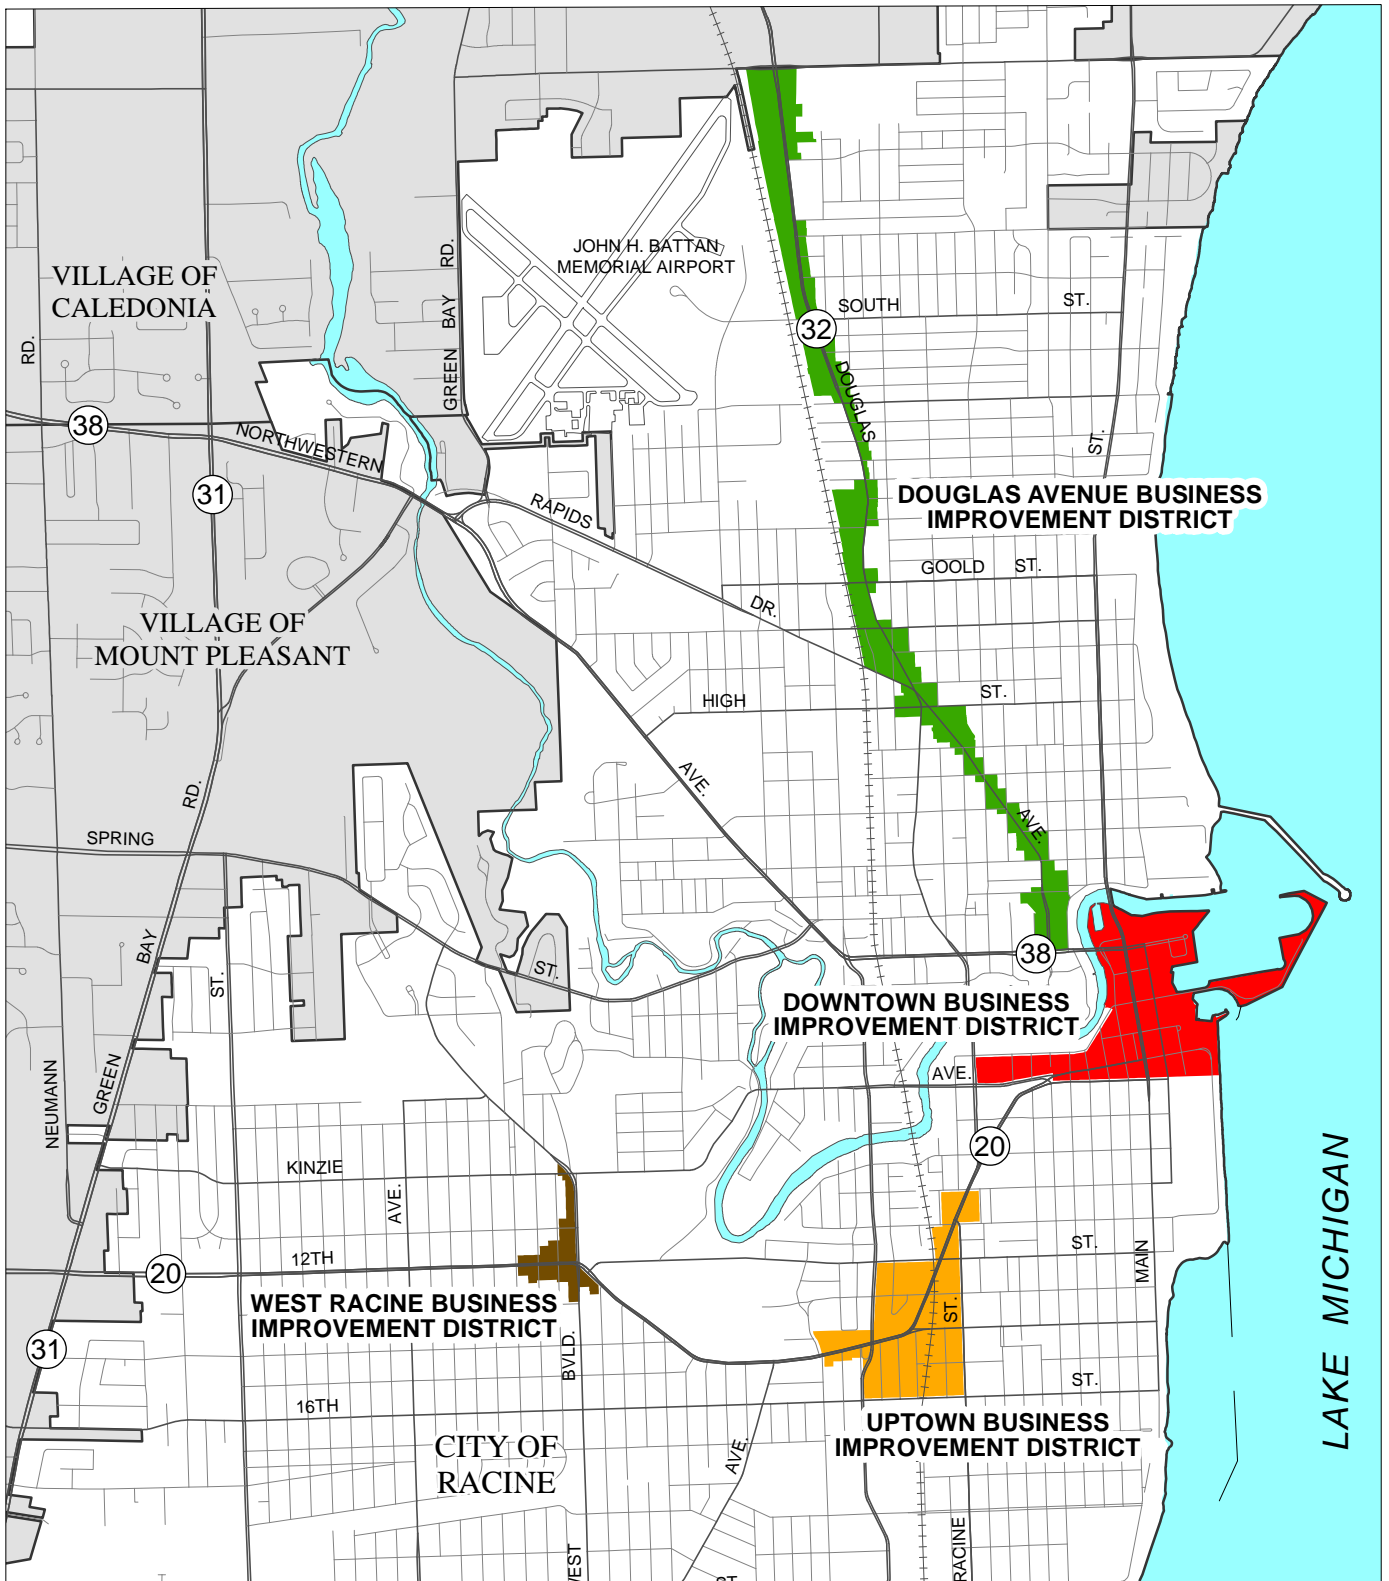 JOHN H. BATTAN
MEMORIAL AIRPORT
VILLAGE OF
CALEDONIA
GREEN BAY RD.
RD.
SOUTH ST.
32
DOUGLAS
38
NORTHWESTERN
31
ST.
RAPIDS
DOUGLAS AVENUE BUSINESS
IMPROVEMENT DISTRICT
GOOLD ST.
DR.
VILLAGE OF
MOUNT PLEASANT
HIGH ST.
AVE.
RD.
AVE.
SPRING
BAY
ST.
ST.
38
DOWNTOWN BUSINESS
IMPROVEMENT DISTRICT
AVE.
NEUMANN
GREEN
20
KINZIE
AVE.
12TH
ST.
MAIN
LAKE MICHIGAN
20
WEST RACINE BUSINESS
IMPROVEMENT DISTRICT
ST.
31
BVLD.
16TH
ST.
UPTOWN BUSINESS
IMPROVEMENT DISTRICT
CITY OF
RACINE
AVE.
RACINE